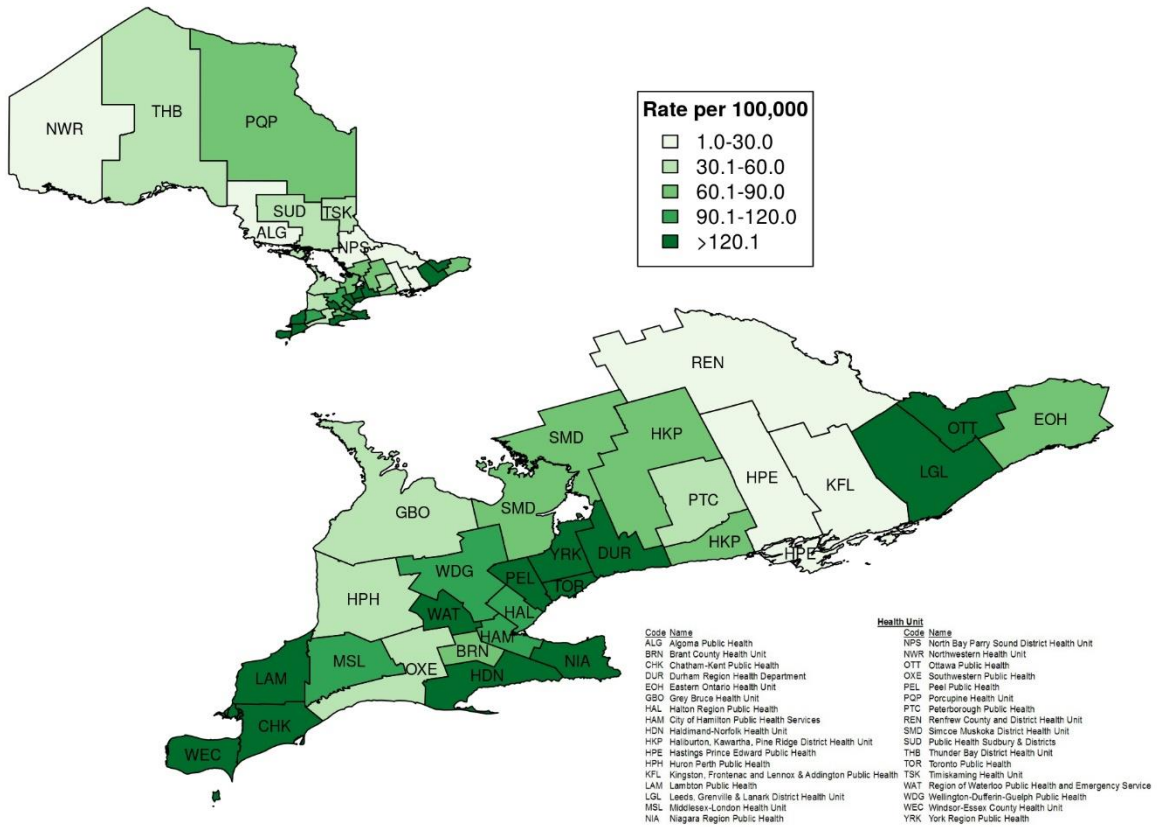 Rate per 100,000
1.0-30.0
30.1-60.0
60.1-90.0
90.1-120.0
>120.1
NWR
THB
PQP
SUD
TSK
ALG
NPS
REN
SMD
HKP
OTT
EOH
LGL
HPE
KFL
PTC
GBO
SMD
HKP
HPE
YRK
DUR
WDG
PEL
TOR
HPH
WAT
HAL
HAM
MSL
OXE
BRN
NIA
LAM
HDN
CHK
WEC
Health Unit
Code Name
ALG Algoma Public Health
BRN Brant County Health Unit
CHK Chatham-Kent Public Health
DUR Durham Region Health Department
EOH Eastern Ontario Health Unit
GBO Grey Bruce Health Unit
HAL Halton Region Public Health
HAM City of Hamilton Public Health Services
HDN Haldimand-Norfolk Health Unit
HKP Haliburton, Kawartha, Pine Ridge District Health Unit
HPE Hastings Prince Edward Public Health
HPH Huron Perth Public Health
KFL Kingston, Frontenac and Lennox & Addington Public Health
LAM Lambton Public Health
LGL Leeds, Grenville & Lanark District Health Unit
MSL Middlesex-London Health Unit
NIA Niagara Region Public Health
Code Name
NPS North Bay Parry Sound District Health Unit
NWR Northwestern Health Unit
OTT Ottawa Public Health
OXE Southwestern Public Health
PEL Peel Public Health
PQP Porcupine Health Unit
PTC Peterborough Public Health
REN Renfrew County and District Health Unit
SMD Simcoe Muskoka District Health Unit
SUD Public Health Sudbury & Districts
THB Thunder Bay District Health Unit
TOR Toronto Public Health
TSK Timiskaming Health Unit
WAT Region of Waterloo Public Health and Emergency Service
WDG Wellington-Dufferin-Guelph Public Health
WEC Windsor-Essex County Health Unit
YRK York Region Public Health